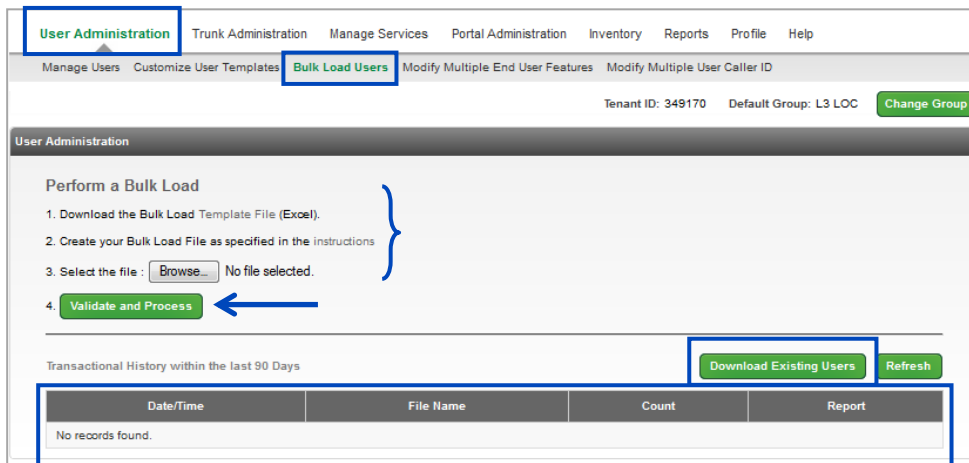 User Administration Trunk Administration Manage Services Portal Administration Inventory Reports Profile Help
Manage Users Customize User Templates Bulk Load Users Modify Multiple End User Features Modify Multiple User Caller ID
Tenant ID: 349170 Default Group: L3 LOC Change Group
User Administration
Perform a Bulk Load
1. Download the Bulk Load Template File (Excel).
2. Create your Bulk Load File as specified in the instructions
3. Select the file : Browse... No file selected.
4. Validate and Process
Transactional History within the last 90 Days Download Existing Users Refresh
Date/Time File Name Count Report
No records found.